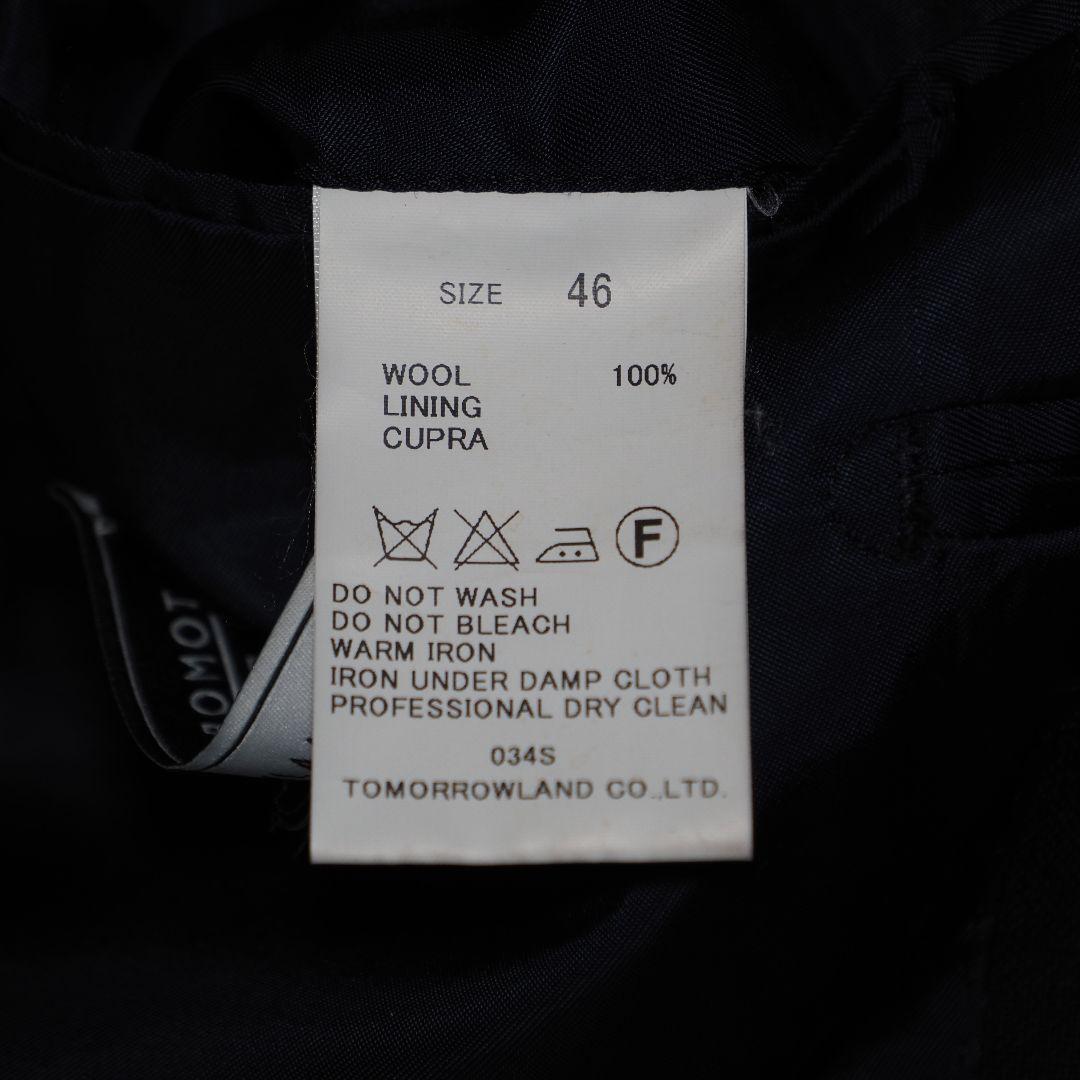 SIZE 46
WOOL 100%
LINING
CUPRA
F
DO NOT WASH
DO NOT BLEACH
WARM IRON
IRON UNDER DAMP CLOTH
PROFESSIONAL DRY CLEAN
034S
TOMORROWLAND CO.,LTD.